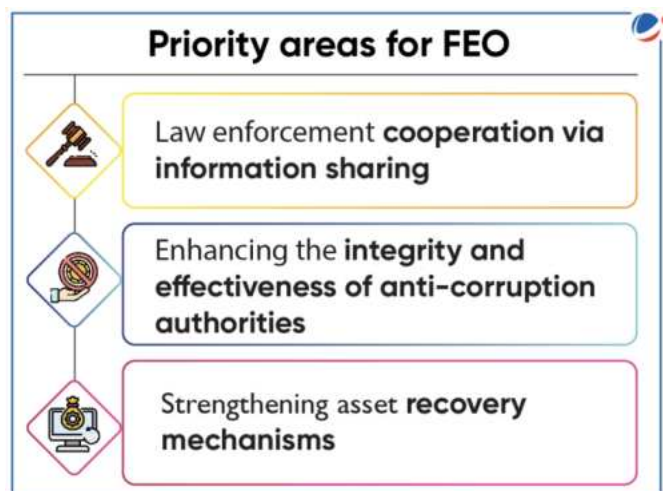 Priority areas for FEO
Law enforcement cooperation via
information sharing
Enhancing the integrity and
effectiveness of anti-corruption
authorities
Strengthening asset recovery
mechanisms